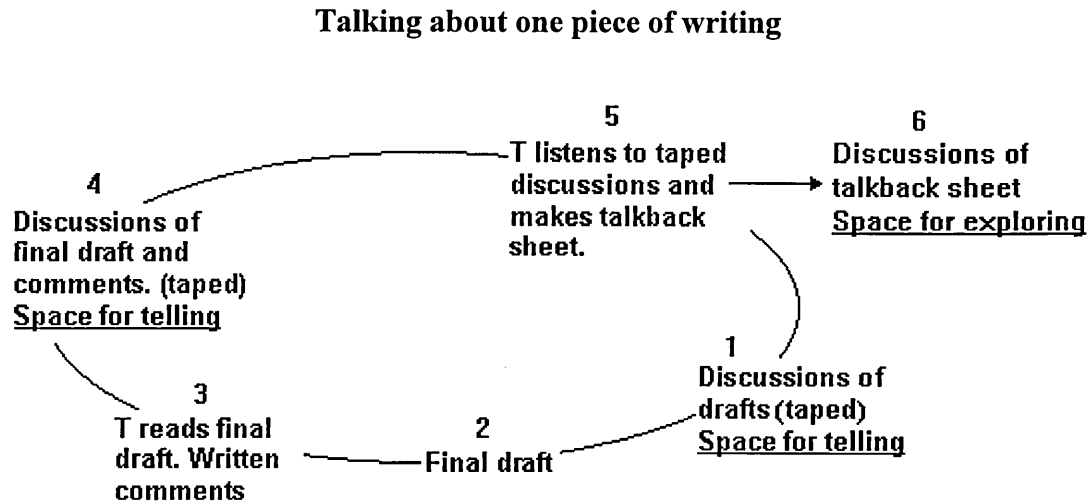 Talking about one piece of writing
5
T listens to taped
discussions and
makes talkback
sheet.
6
Discussions of
talkback sheet
Space for exploring
4
Discussions of
final draft and
comments. (taped)
Space for telling
1
Discussions of
drafts (taped)
Space for telling
3
T reads final
draft. Written
comments
2
Final draft